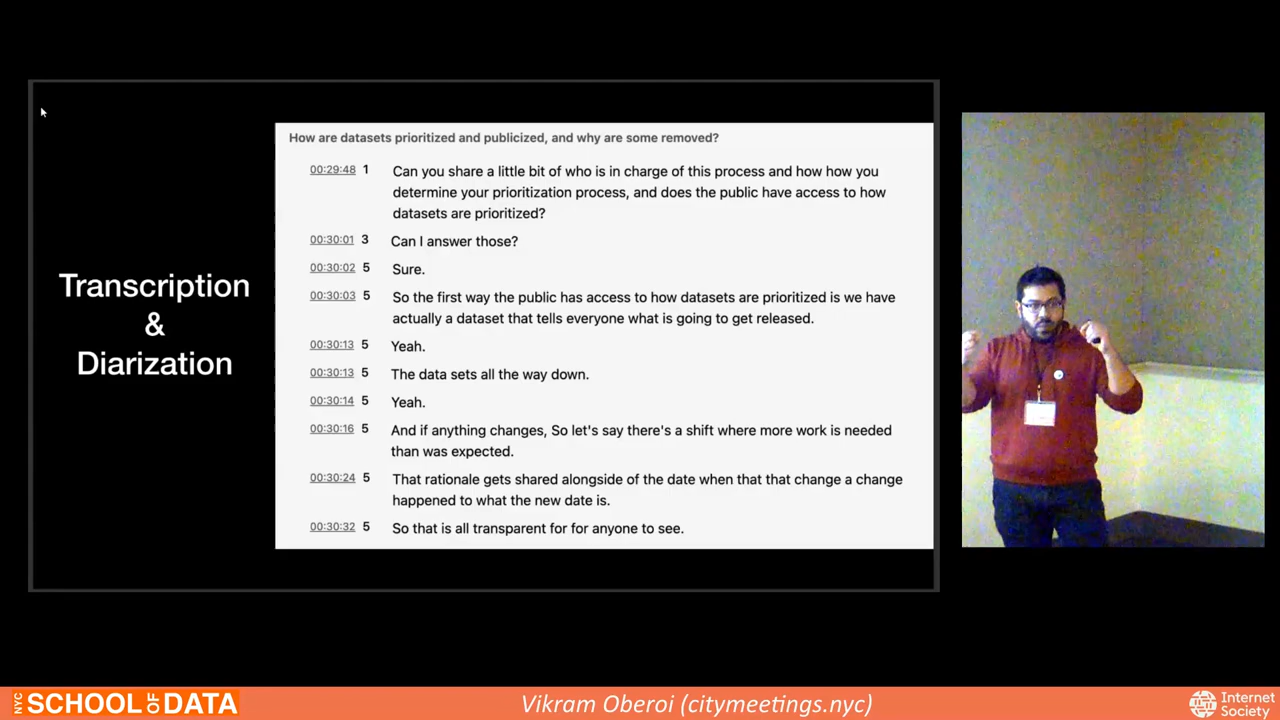 Transcription
&
Diarization
How are datasets prioritized and publicized, and why are some removed?
00:29:48 1 Can you share a little bit of who is in charge of this process and how how you
determine your prioritization process, and does the public have access to how
datasets are prioritized?
00:30:01 3 Can I answer those?
00:30:02 5 Sure.
00:30:03 5 So the first way the public has access to how datasets are prioritized is we have
actually a dataset that tells everyone what is going to get released.
00:30:13 5 Yeah.
00:30:13 5 The data sets all the way down.
00:30:14 5 Yeah.
00:30:16 5 And if anything changes, So let's say there's a shift where more work is needed
than was expected.
00:30:24 5 That rationale gets shared alongside of the date when that that change a change
happened to what the new date is.
00:30:32 5 So that is all transparent for for anyone to see.
NYC SCHOOL OF DATA
Vikram Oberoi (citymeetings.nyc)
Internet
Society